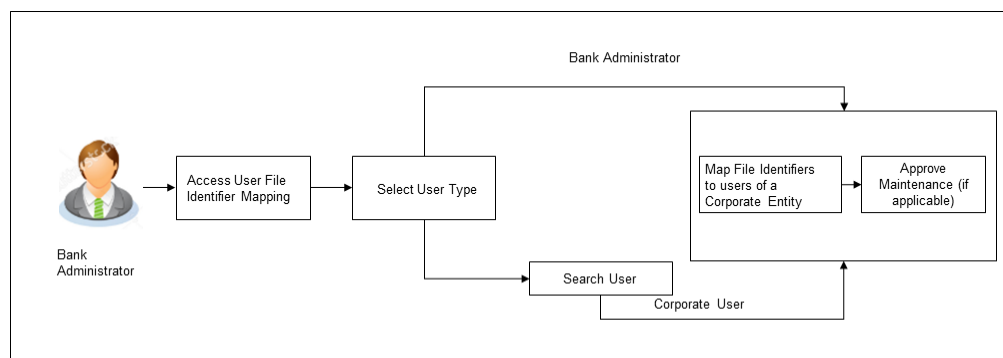 Bank Administrator
Access User File
Identifier Mapping
Select User Type
Map File Identifiers
to users of a
Corporate Entity
Approve
Maintenance (if
applicable)
Bank
Administrator
Search User
Corporate User